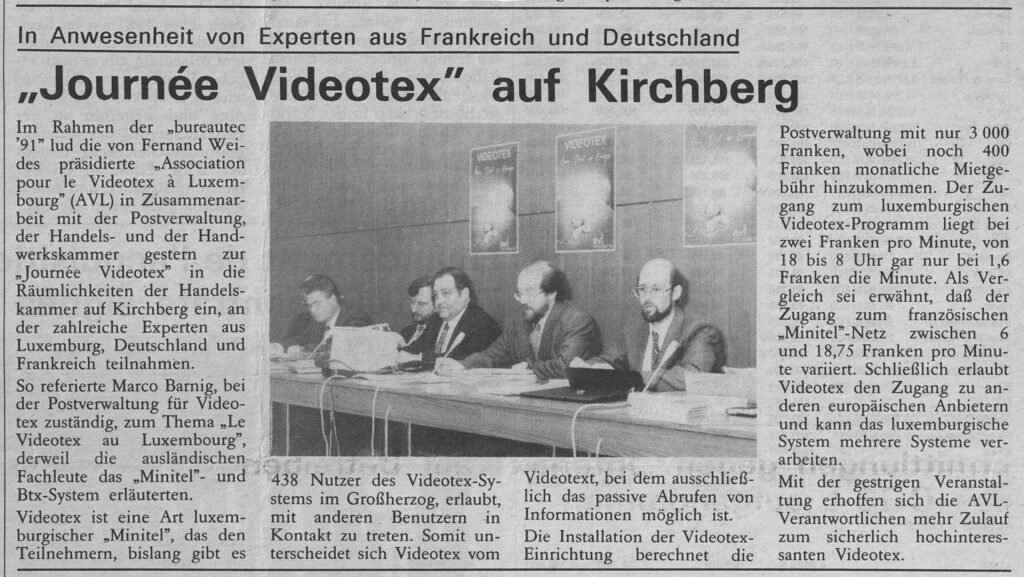 In Anwesenheit von Experten aus Frankreich und Deutschland
„Journée Videotex” auf Kirchberg
Im Rahmen der „bureautec
'91” lud die von Fernand Wei-
des präsidierte „Association
pour le Videotex à Luxem-
bourg” (AVL) in Zusammenar-
beit mit der Postverwaltung,
der Handels- und der Hand-
werkskammer gestern zur
„Journée Videotex” in die
Räumlichkeiten der Handels-
kammer auf Kirchberg ein, an
der zahlreiche Experten aus
Luxemburg, Deutschland und
Frankreich teilnahmen.
So referierte Marco Barnig, bei
der Postverwaltung für Video-
tex zuständig, zum Thema „Le
Videotex au Luxembourg”,
derweil die ausländischen
Fachleute das „Minitel”- und
Btx-System erläuterten.
Videotex ist eine Art luxem-
burgischer „Minitel”, das den
Teilnehmern, bislang gibt es
VIDEOTEX
VIDEOTEX
438 Nutzer des Videotex-Sy-
stems im Großherzog, erlaubt,
mit anderen Benutzern in
Kontakt zu treten. Somit un-
terscheidet sich Videotex vom
Videotext, bei dem ausschließ-
lich das passive Abrufen von
Informationen möglich ist.
Die Installation der Videotex-
Einrichtung berechnet die
Postverwaltung mit nur 3 000
Franken, wobei noch 400
Franken monatliche Mietge-
bühr hinzukommen. Der Zu-
gang zum luxemburgischen
Videotex-Programm liegt bei
zwei Franken pro Minute, von
18 bis 8 Uhr gar nur bei 1,6
Franken die Minute. Als Ver-
gleich sei erwähnt, daß der
Zugang zum französischen
„Minitel”-Netz zwischen 6
und 18,75 Franken pro Minu-
te variiert. Schließlich erlaubt
Videotex den Zugang zu an-
deren europäischen Anbietern
und kann das luxemburgische
System mehrere Systeme ver-
arbeiten.
Mit der gestrigen Veranstal-
tung erhoffen sich die AVL-
Verantwortlichen mehr Zulauf
zum sicherlich hochinteres-
santen Videotex.